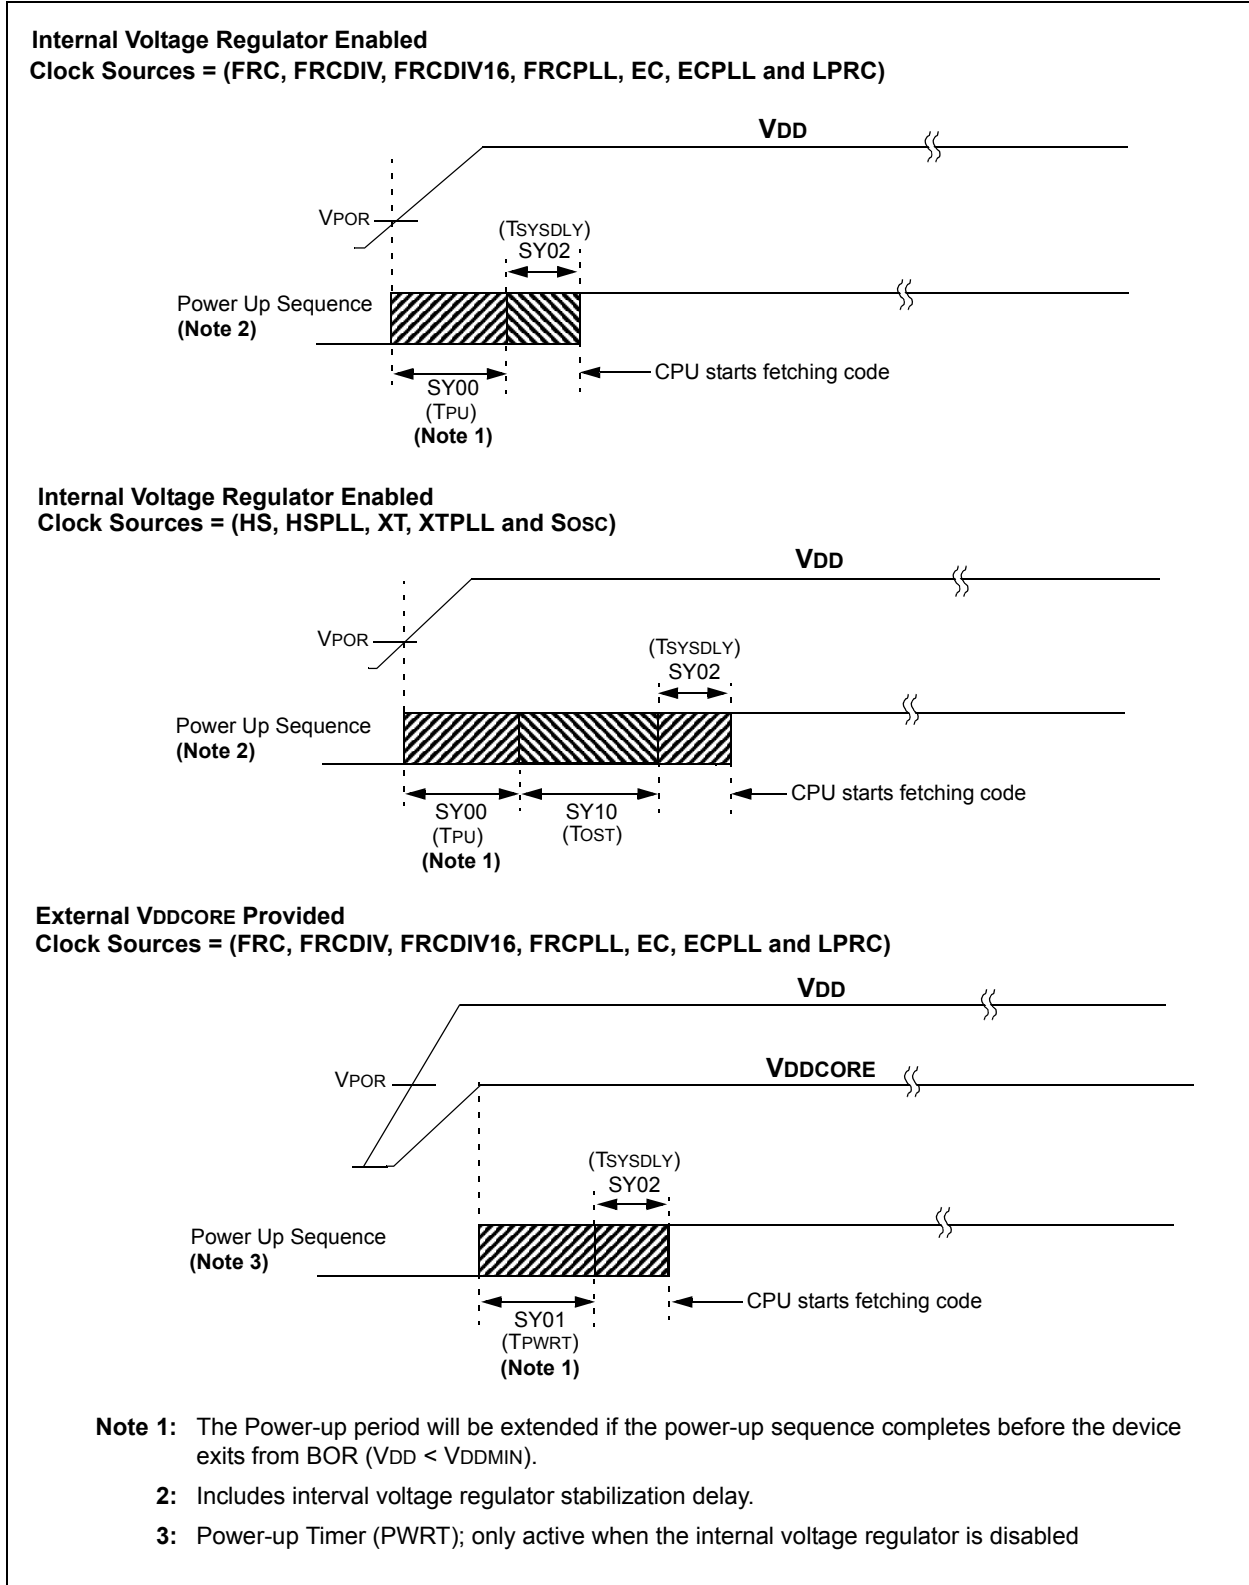 Internal Voltage Regulator Enabled
Clock Sources = (FRC, FRCDIV, FRCDIV16, FRCPLL, EC, ECPLL and LPRC)
VDD
VPOR
(TSYSDLY)
SY02
Power Up Sequence
(Note 2)
CPU starts fetching code
SY00
(TPU)
(Note 1)
Internal Voltage Regulator Enabled
Clock Sources = (HS, HSPLL, XT, XTPLL and SOSC)
VDD
VPOR
(TSYSDLY)
SY02
Power Up Sequence
(Note 2)
CPU starts fetching code
SY00
(TPU)
(Note 1)
SY10
(TOST)
External VDDCORE Provided
Clock Sources = (FRC, FRCDIV, FRCDIV16, FRCPLL, EC, ECPLL and LPRC)
VDD
VPOR
VDDCORE
(TSYSDLY)
SY02
Power Up Sequence
(Note 3)
CPU starts fetching code
SY01
(TPWRT)
(Note 1)
Note 1: The Power-up period will be extended if the power-up sequence completes before the device
exits from BOR (VDD < VDDMIN).
2: Includes interval voltage regulator stabilization delay.
3: Power-up Timer (PWRT); only active when the internal voltage regulator is disabled